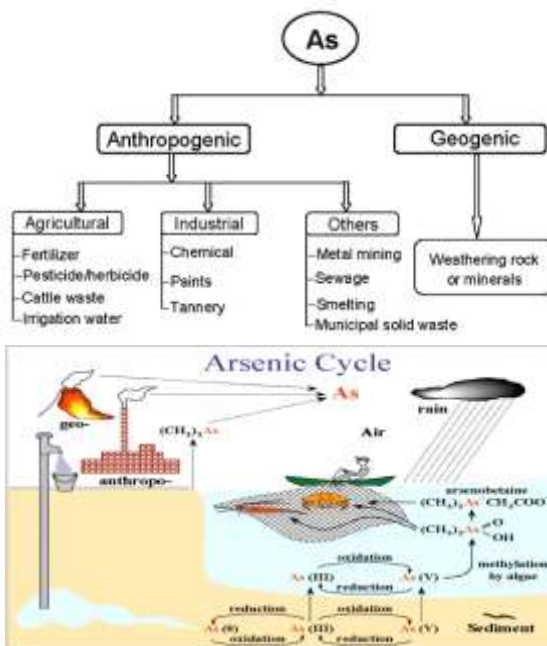 As
Anthropogenic
Geogenic
Agricultural
Fertilizer
Pesticide/herbicide
Cattle waste
Irrigation water
Industrial
Chemical
Paints
Tannery
Others
Metal mining
Sewage
Smelting
Municipal solid waste
Weathering rock
or minerals
Arsenic Cycle
As
rain
geo-
(CH₃)₃As
Air
anthropo-
arsenobetaine
(CH₃)₃As CH₂COO
(CH₃)₂As
O
OH
oxidation
As (III)
As (V)
reduction
methylation
by algae
reduction
oxidation
As (0)
As (III)
As (V)
oxidation
reduction
Sediment